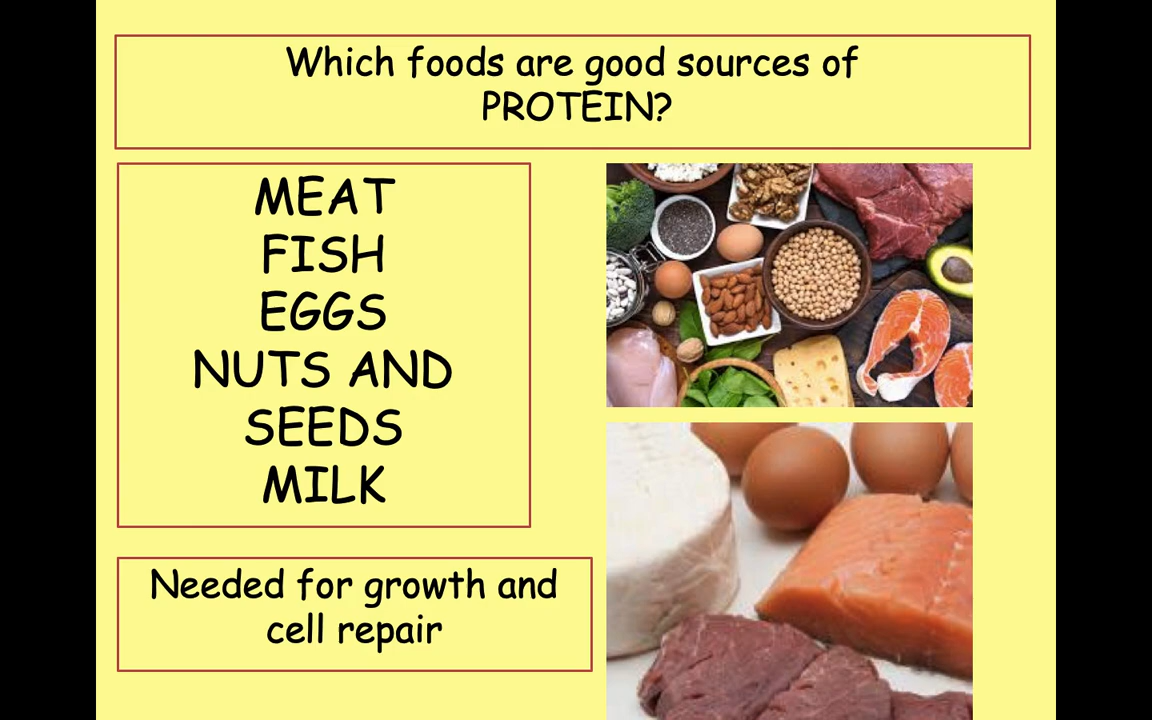 Which foods are good sources of
PROTEIN?
MEAT
FISH
EGGS
NUTS AND
SEEDS
MILK
Needed for growth and
cell repair